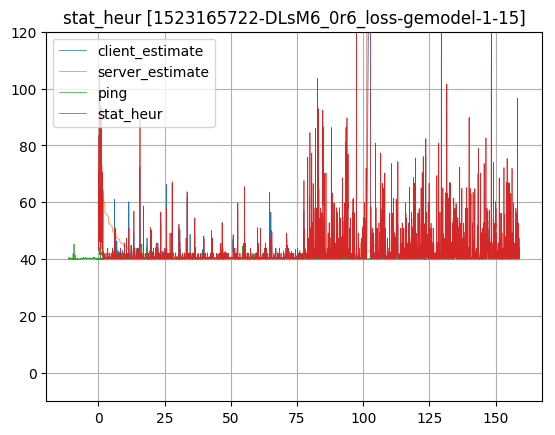 stat_heur [1523165722-DLsM6_0r6_loss-gemodel-1-15]
120
100
80
60
40
20
0
client_estimate
server_estimate
ping
stat_heur
0 25 50 75 100 125 150